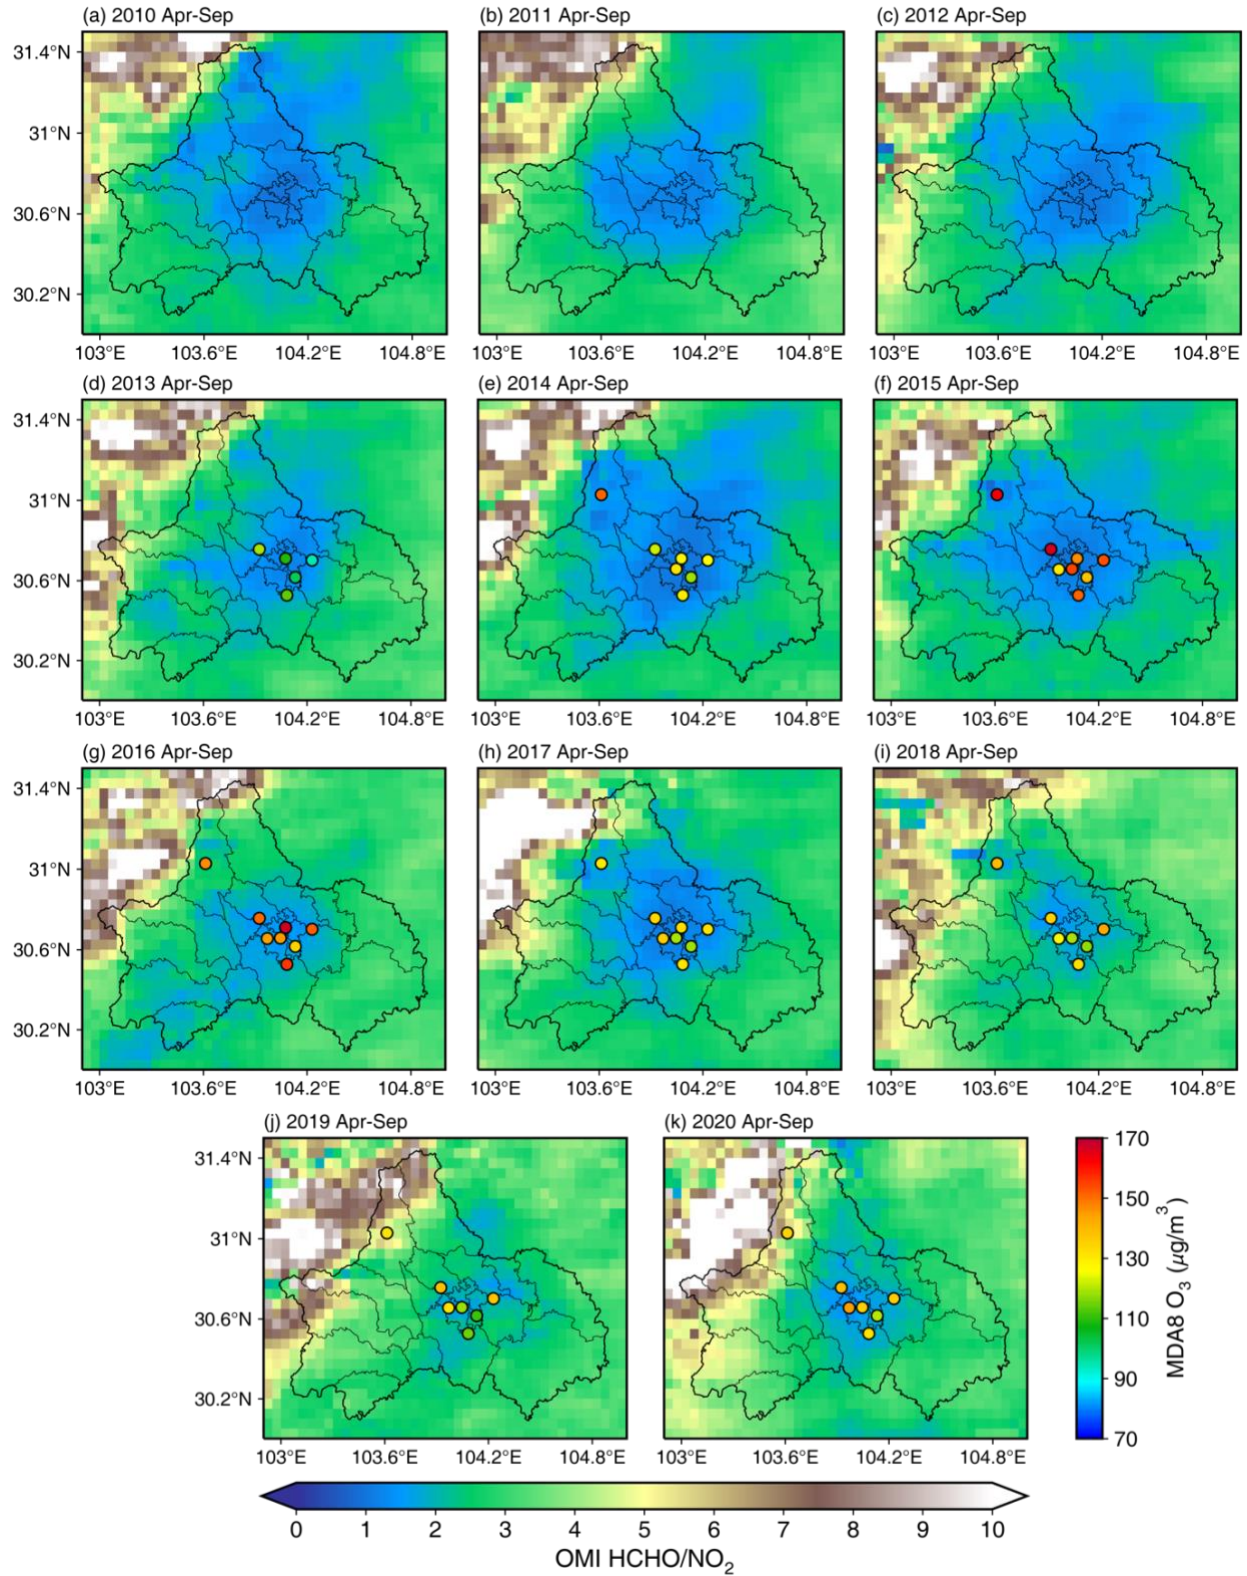 (a) 2010 Apr-Sep (b) 2011 Apr-Sep (c) 2012 Apr-Sep
31.4°N
31°N
30.6°N
30.2°N
103°E 103.6°E 104.2°E 104.8°E 103°E 103.6°E 104.2°E 104.8°E 103°E 103.6°E 104.2°E 104.8°E
(d) 2013 Apr-Sep (e) 2014 Apr-Sep (f) 2015 Apr-Sep
31.4°N
31°N
30.6°N
30.2°N
103°E 103.6°E 104.2°E 104.8°E 103°E 103.6°E 104.2°E 104.8°E 103°E 103.6°E 104.2°E 104.8°E
(g) 2016 Apr-Sep (h) 2017 Apr-Sep (i) 2018 Apr-Sep
31.4°N
31°N
30.6°N
30.2°N
103°E 103.6°E 104.2°E 104.8°E 103°E 103.6°E 104.2°E 104.8°E 103°E 103.6°E 104.2°E 104.8°E
(j) 2019 Apr-Sep (k) 2020 Apr-Sep
31.4°N
31°N
30.6°N
30.2°N
103°E 103.6°E 104.2°E 104.8°E 103°E 103.6°E 104.2°E 104.8°E
170
150
130
110
90
70
MDA8 O₃ (μg/m³)
0 1 2 3 4 5 6 7 8 9 10
OMI HCHO/NO₂